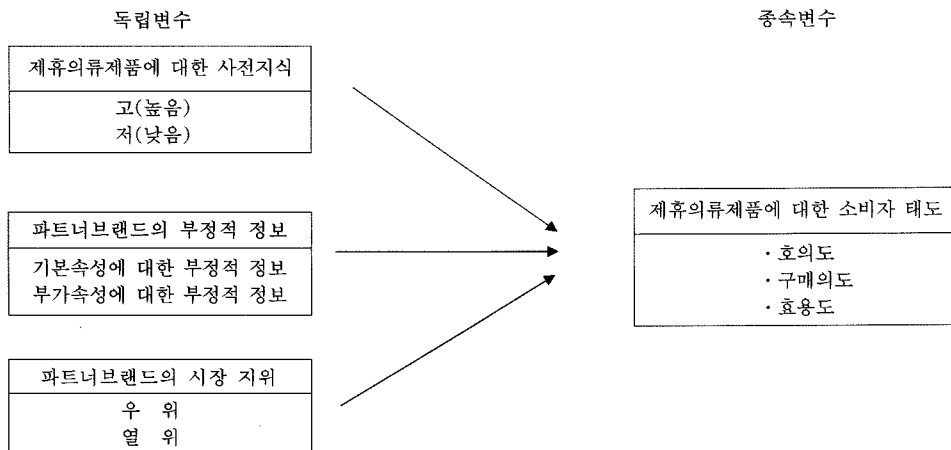 독립변수
종속변수
제휴의류제품에 대한 사전지식
고(높음)
저(낮음)
파트너브랜드의 부정적 정보
기본속성에 대한 부정적 정보
부가속성에 대한 부정적 정보
파트너브랜드의 시장 지위
우 위
열 위
제휴의류제품에 대한 소비자 태도
· 호의도
· 구매의도
· 효용도